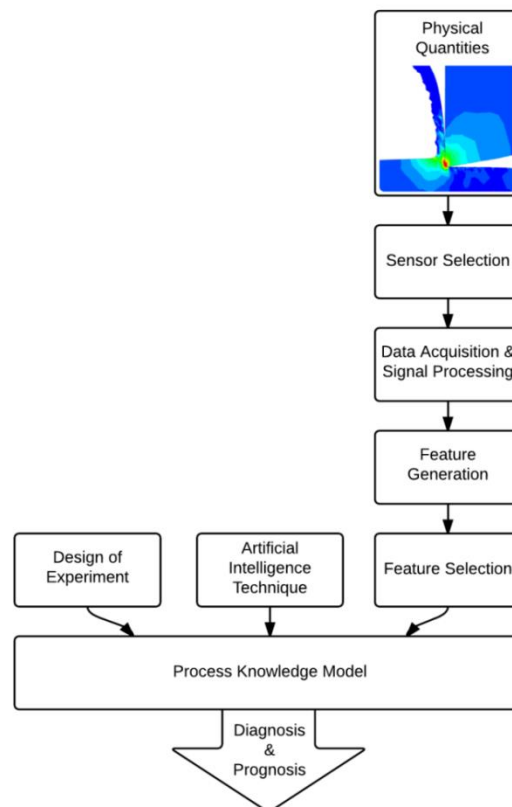 Physical
Quantities
Sensor Selection
Data Acquisition &
Signal Processing
Feature
Generation
Design of
Experiment
Artificial
Intelligence
Technique
Feature Selection
Process Knowledge Model
Diagnosis
&
Prognosis